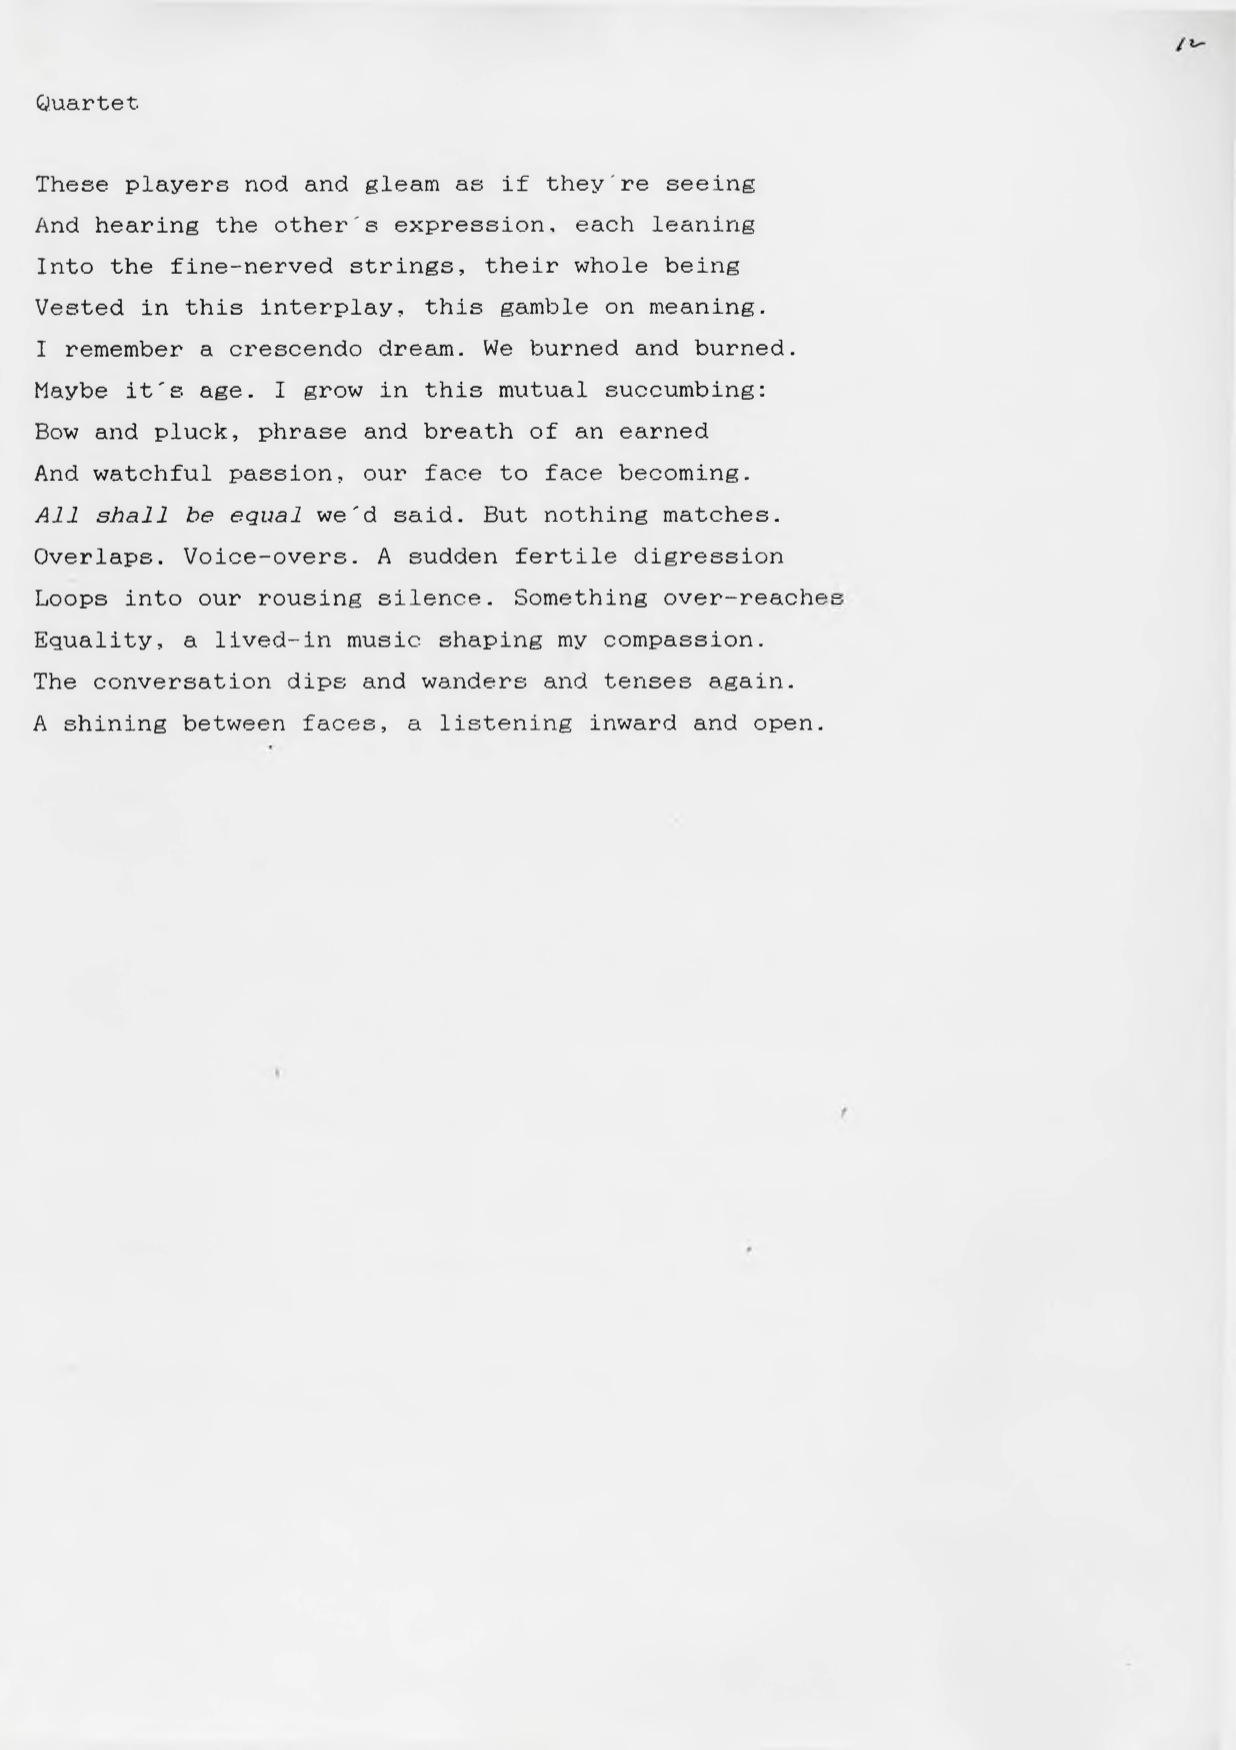 12
Quartet
These players nod and gleam as if they´re seeing
And hearing the other´s expression, each leaning
Into the fine-nerved strings, their whole being
Vested in this interplay, this gamble on meaning.
I remember a crescendo dream. We burned and burned.
Maybe it´s age. I grow in this mutual succumbing:
Bow and pluck, phrase and breath of an earned
And watchful passion, our face to face becoming.
All shall be equal we´d said. But nothing matches.
Overlaps. Voice-overs. A sudden fertile digression
Loops into our rousing silence. Something over-reaches
Equality, a lived-in music shaping my compassion.
The conversation dips and wanders and tenses again.
A shining between faces, a listening inward and open.